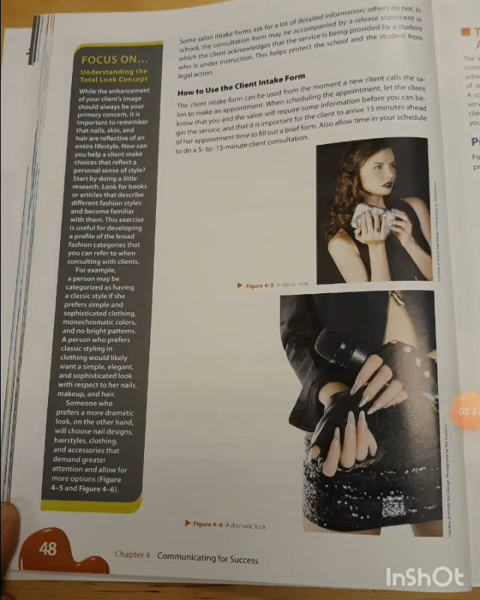 Some salon intake forms ask for a lot of detailed information; others do not. In
school, the consultation form may be accompanied by a release statement in
which the client acknowledges that the service is being provided by a student
who is under instruction. This helps protect the school and the student from
legal action.
How to Use the Client Intake Form
The client intake form can be used from the moment a new client calls the sa-
lon to make an appointment. When scheduling the appointment, let the client
know that you and the salon will require some information before you can be-
gin the service, and that it is important for the client to arrive 15 minutes ahead
of her appointment time to fill out a brief form. Also allow time in your schedule
to do a 5- to -15-minute client consultation.
FOCUS ON...
Understanding the
Total Look Concept
While the enhancement
of your client's image
should always be your
primary concern, it is
important to remember
that nails, skin, and
hair are reflective of an
entire lifestyle. How can
you help a client make
choices that reflect a
personal sense of style?
Start by doing a little
research. Look for books
or articles that describe
different fashion styles
and become familiar
with them. This exercise
is useful for developing
a profile of the broad
fashion categories that
you can refer to when
consulting with clients.
For example,
a person may be
categorized as having
a classic style if she
prefers simple and
sophisticated clothing,
monochromatic colors,
and no bright patterns.
A person who prefers
classic styling in
clothing would likely
want a simple, elegant,
and sophisticated look
with respect to her nails,
makeup, and hair.
Someone who
prefers a more dramatic
look, on the other hand,
will choose nail designs,
hairstyles, clothing,
and accessories that
demand greater
attention and allow for
more options (Figure
4–5 and Figure 4–6).
Figure 4–5 A classic look
Figure 4–6 A dramatic look
48 Chapter 4 Communicating for Success
InShOt